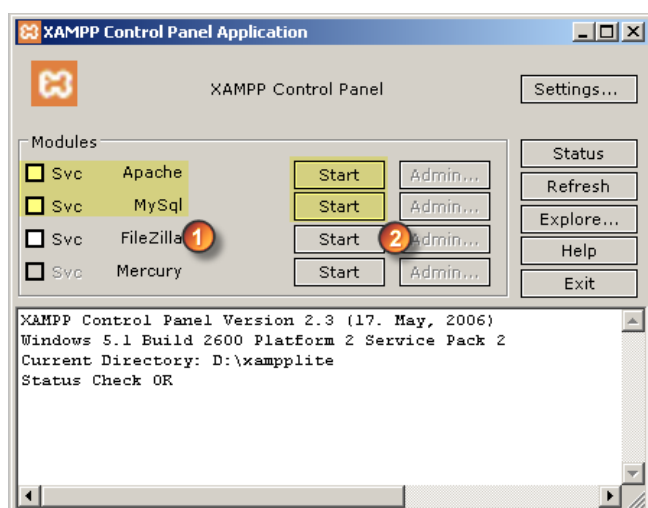 XAMPP Control Panel Application
XAMPP Control Panel
Settings...
Modules
Svc Apache Start Admin...
Svc MySql Start Admin...
Svc FileZilla 1 Start 2 Admin...
Svc Mercury Start Admin...
Status
Refresh
Explore...
Help
Exit
XAMPP Control Panel Version 2.3 (17. May, 2006)
Windows 5.1 Build 2600 Platform 2 Service Pack 2
Current Directory: D:\xampplite
Status Check OK